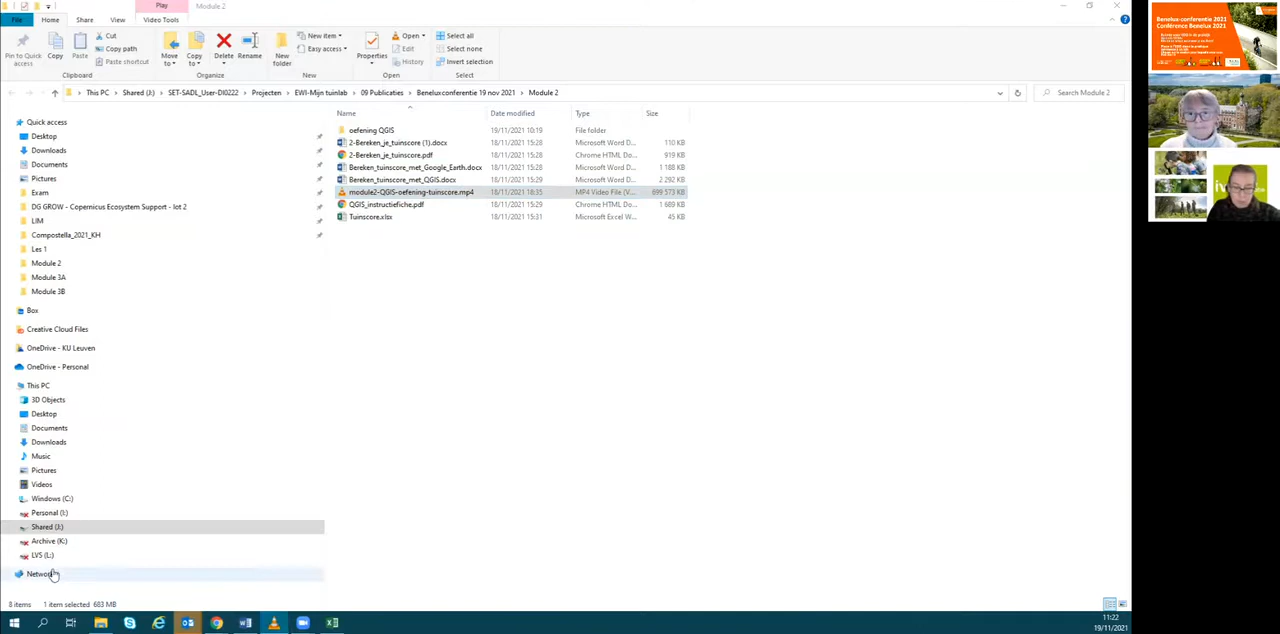 Play
Module 2
File
Home
Share
View
Video Tools
Pin to Quick access
Copy
Paste
Cut
Copy path
Paste shortcut
Clipboard
Move to
Copy to
Delete
Rename
Organize
New folder
New item
Easy access
New
Properties
Open
Edit
History
Open
Select all
Select none
Invert selection
Select
This PC > Shared (J:) > SET-SADL_User-DI0222 > Projecten > EWI-Mijn tuinlab > 09 Publicaties > Beneluxconferentie 19 nov 2021 > Module 2
Search Module 2
Name Date modified Type Size
oefening QGIS 19/11/2021 10:19 File folder
2-Bereken_je_tuinscore (1).docx 18/11/2021 15:28 Microsoft Word D... 110 KB
2-Bereken_je_tuinscore.pdf 18/11/2021 15:28 Chrome HTML Do... 919 KB
Bereken_tuinscore_met_Google_Earth.docx 18/11/2021 15:28 Microsoft Word D... 1 188 KB
Bereken_tuinscore_met_QGIS.docx 18/11/2021 15:29 Microsoft Word D... 2 292 KB
module2-QGIS-oefening-tuinscore.mp4 18/11/2021 18:35 MP4 Video File (V... 699 573 KB
QGIS_instructiefiche.pdf 18/11/2021 15:29 Chrome HTML Do... 1 689 KB
Tuinscore.xlsx 18/11/2021 15:31 Microsoft Excel W... 45 KB
Quick access
Desktop
Downloads
Documents
Pictures
Exam
DG GROW - Copernicus Ecosystem Support - lot 2
LIM
Compostella_2021_KH
Les 1
Module 2
Module 3A
Module 3B
Box
Creative Cloud Files
OneDrive - KU Leuven
OneDrive - Personal
This PC
3D Objects
Desktop
Documents
Downloads
Music
Pictures
Videos
Windows (C:)
Personal (I:)
Shared (J:)
Archive (K:)
LVS (L:)
Network
8 items 1 item selected 683 MB
11:22
19/11/2021
Benelux-conferentie 2021
Conférence Benelux 2021